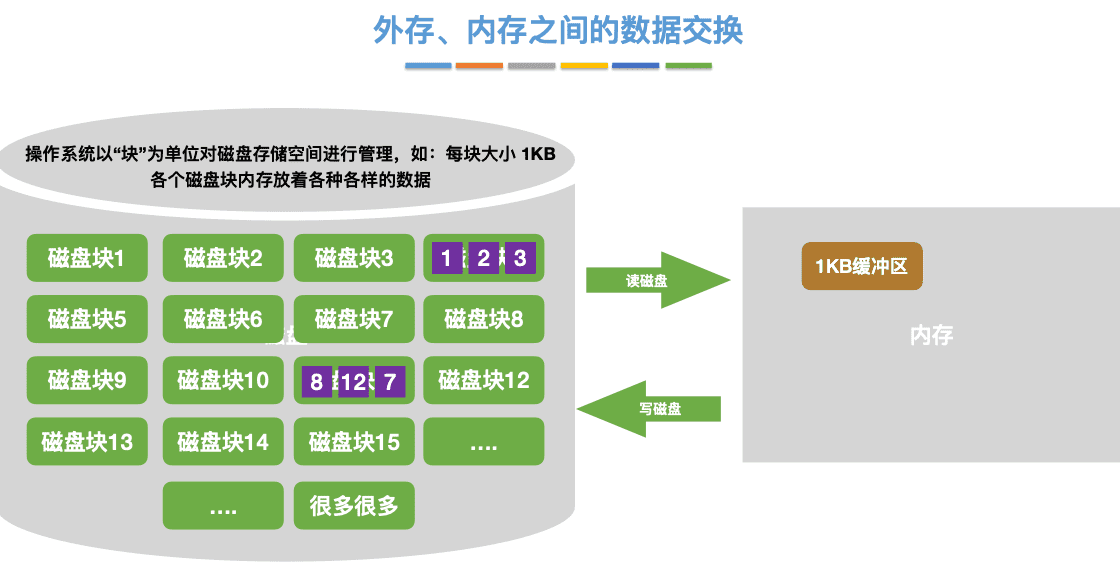 外存、内存之间的数据交换
操作系统以“块”为单位对磁盘存储空间进行管理，如：每块大小 1KB
各个磁盘块内存放着各种各样的数据
磁盘块1 磁盘块2 磁盘块3 1 2 3
磁盘块5 磁盘块6 磁盘块7 磁盘块8
磁盘块9 磁盘块10 8 12 7 磁盘块12
磁盘块13 磁盘块14 磁盘块15 ....
.... 很多很多
读磁盘
写磁盘
1KB缓冲区
内存